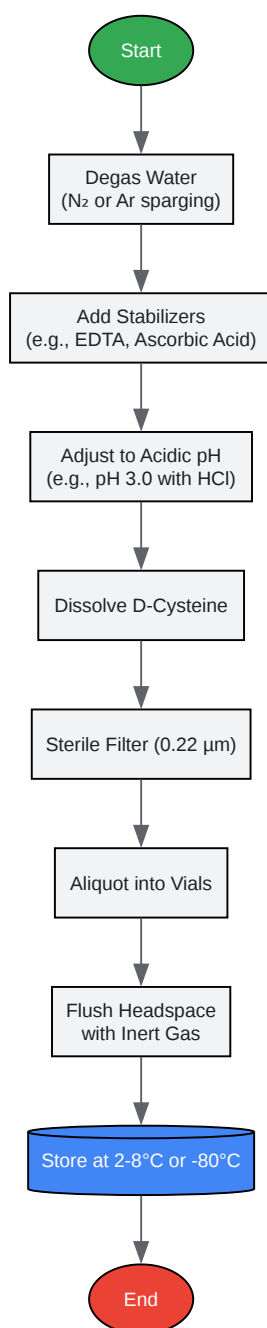 Start
Degas Water
(N₂ or Ar sparging)
Add Stabilizers
(e.g., EDTA, Ascorbic Acid)
Adjust to Acidic pH
(e.g., pH 3.0 with HCl)
Dissolve D-Cysteine
Sterile Filter (0.22 µm)
Aliquot into Vials
Flush Headspace
with Inert Gas
Store at 2-8°C or -80°C
End